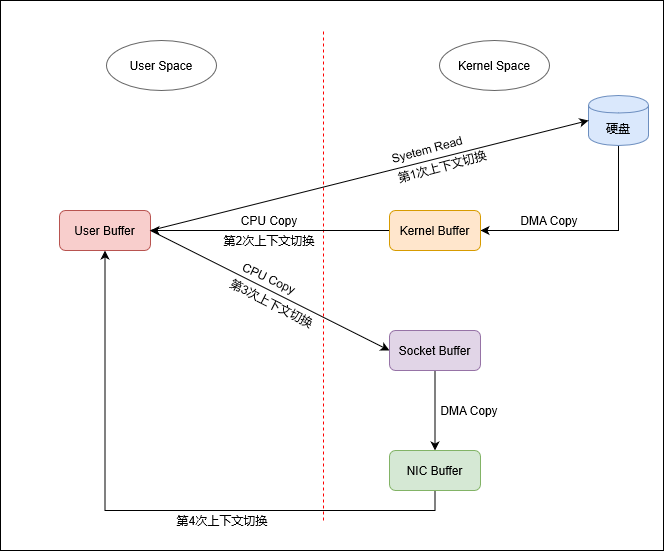 User Space
Kernel Space
硬盘
Syetem Read
第1次上下文切换
User Buffer
CPU Copy
第2次上下文切换
Kernel Buffer
DMA Copy
CPU Copy
第3次上下文切换
Socket Buffer
DMA Copy
NIC Buffer
第4次上下文切换